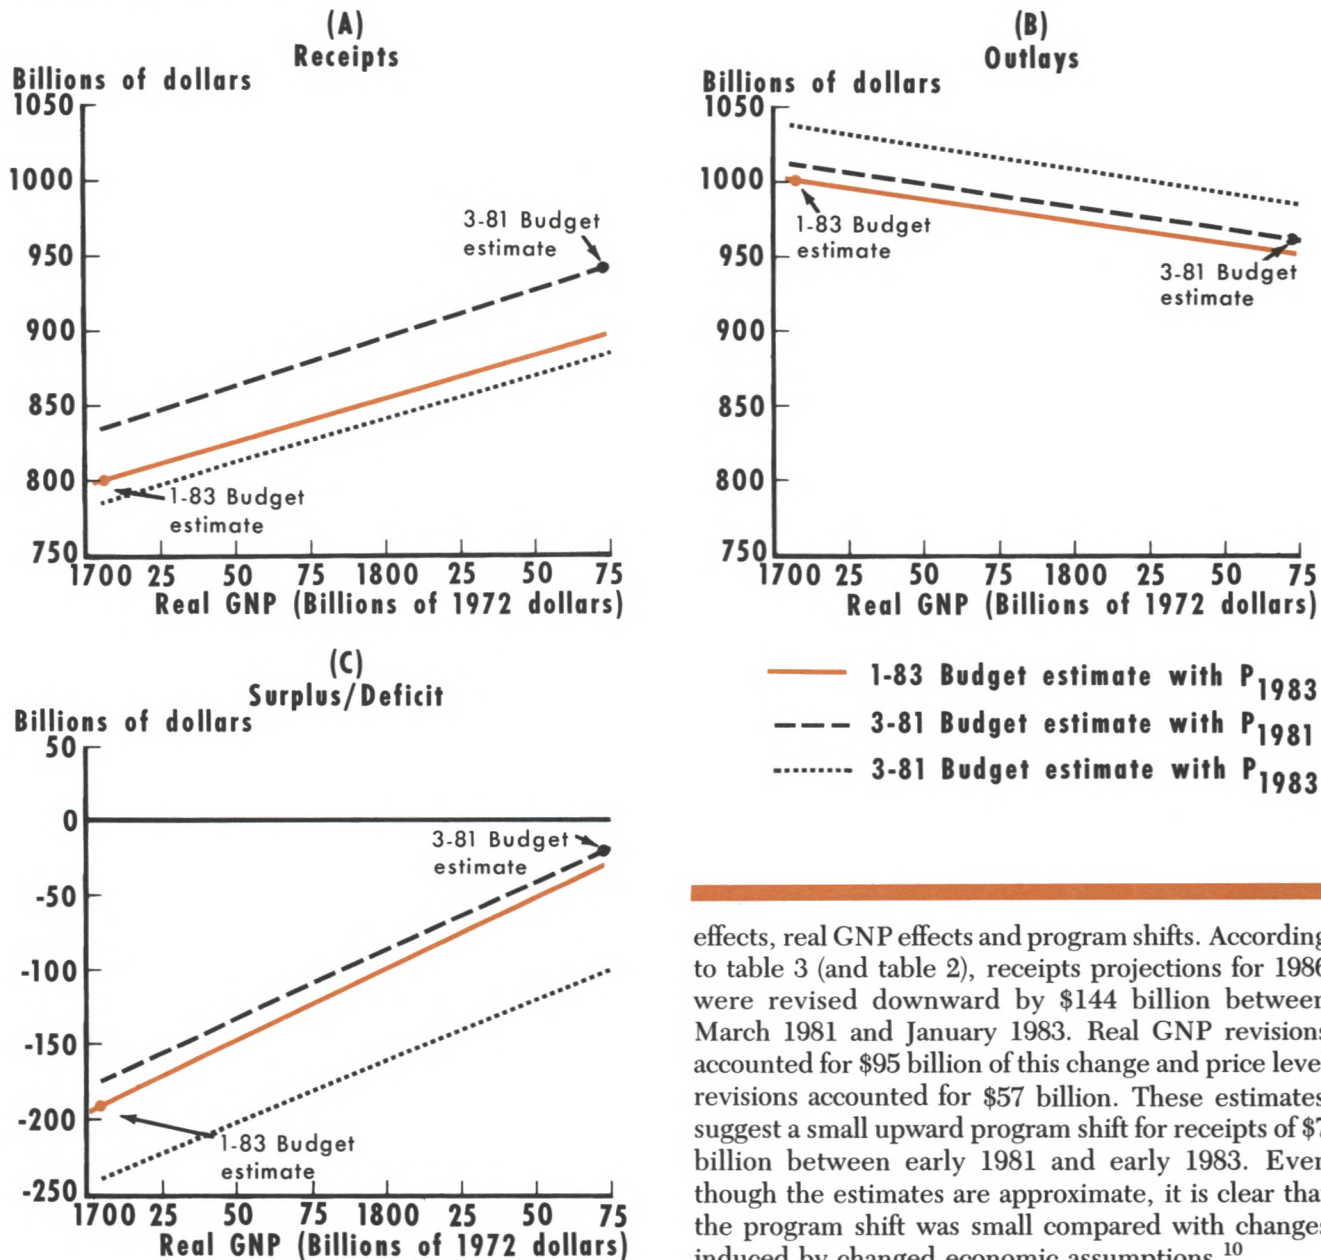 (A)
Receipts
Billions of dollars
1050
1000
950
900
850
800
750
3-81 Budget
estimate
1-83 Budget
estimate
1700 25 50 75 1800 25 50 75
Real GNP (Billions of 1972 dollars)
(B)
Outlays
Billions of dollars
1050
1000
950
900
850
800
750
1-83 Budget
estimate
3-81 Budget
estimate
1700 25 50 75 1800 25 50 75
Real GNP (Billions of 1972 dollars)
(C)
Surplus/Deficit
Billions of dollars
50
0
-50
-100
-150
-200
-250
3-81 Budget
estimate
1-83 Budget
estimate
1700 25 50 75 1800 25 50 75
Real GNP (Billions of 1972 dollars)
1-83 Budget estimate with P1983
3-81 Budget estimate with P1981
3-81 Budget estimate with P1983
effects, real GNP effects and program shifts. According
to table 3 (and table 2), receipts projections for 1986
were revised downward by $144 billion between
March 1981 and January 1983. Real GNP revisions
accounted for $95 billion of this change and price level
revisions accounted for $57 billion. These estimates
suggest a small upward program shift for receipts of $7
billion between early 1981 and early 1983. Even
though the estimates are approximate, it is clear that
the program shift was small compared with changes
induced by changed economic assumptions.10